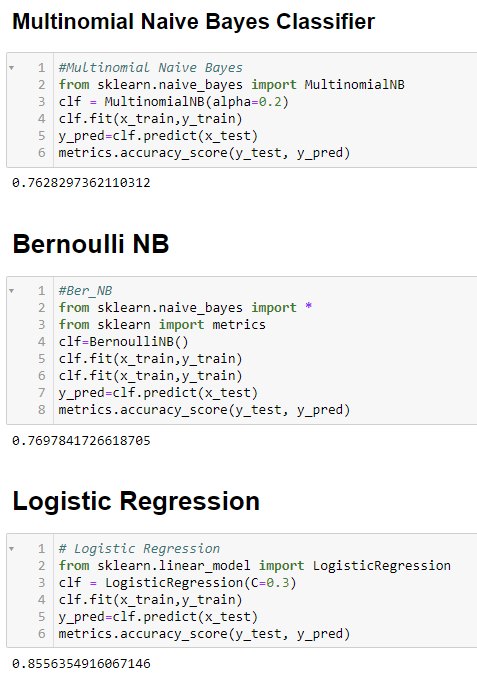 Multinomial Naive Bayes Classifier
1 #Multinomial Naive Bayes
2 from sklearn.naive_bayes import MultinomialNB
3 clf = MultinomialNB(alpha=0.2)
4 clf.fit(x_train,y_train)
5 y_pred=clf.predict(x_test)
6 metrics.accuracy_score(y_test, y_pred)
0.7628297362110312
Bernoulli NB
1 #Ber_NB
2 from sklearn.naive_bayes import *
3 from sklearn import metrics
4 clf=BernoulliNB()
5 clf.fit(x_train,y_train)
6 clf.fit(x_train,y_train)
7 y_pred=clf.predict(x_test)
8 metrics.accuracy_score(y_test, y_pred)
0.7697841726618705
Logistic Regression
1 # Logistic Regression
2 from sklearn.linear_model import LogisticRegression
3 clf = LogisticRegression(C=0.3)
4 clf.fit(x_train,y_train)
5 y_pred=clf.predict(x_test)
6 metrics.accuracy_score(y_test, y_pred)
0.8556354916067146